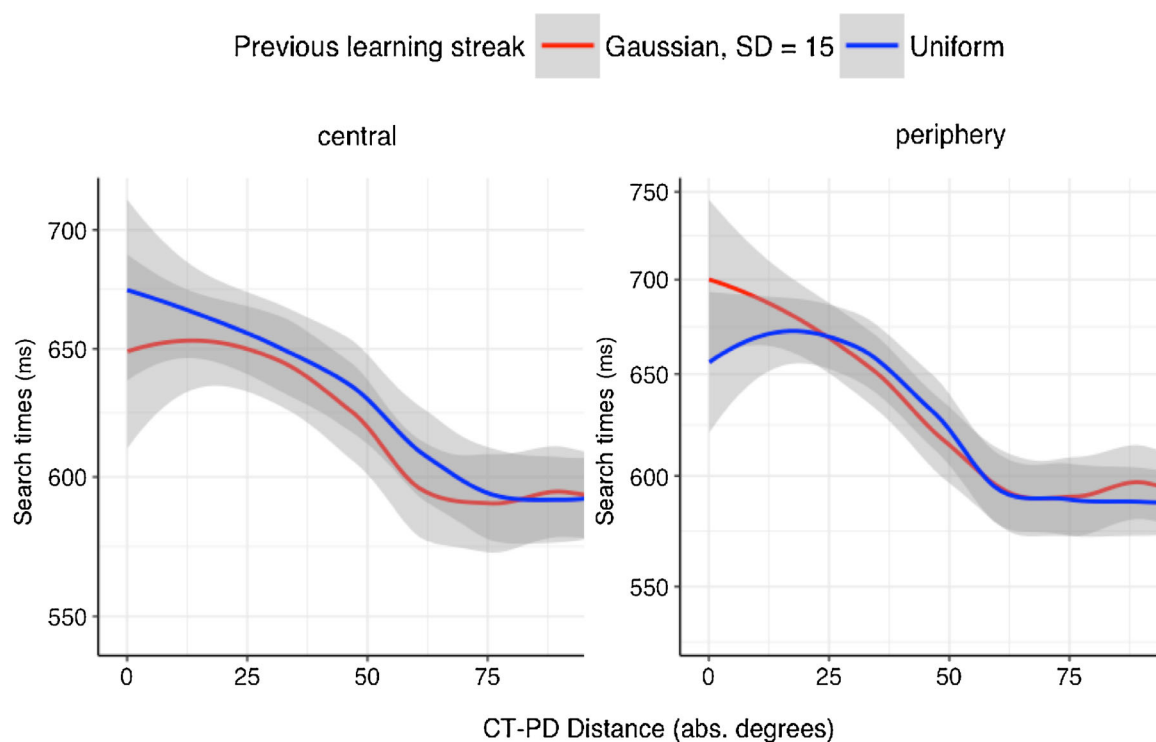 Previous learning streak Gaussian, SD = 15 Uniform
central
periphery
Search times (ms)
700
650
600
550
0 25 50 75
Search times (ms)
750
700
650
600
550
0 25 50 75
CT-PD Distance (abs. degrees)